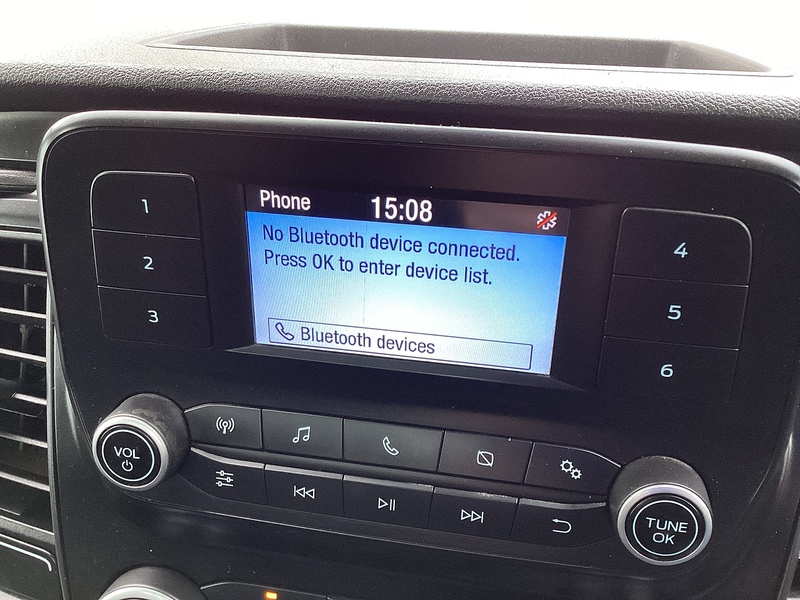 Phone 15:08
No Bluetooth device connected.
Press OK to enter device list.
Bluetooth devices
1
2
3
4
5
6
VOL
TUNE
OK